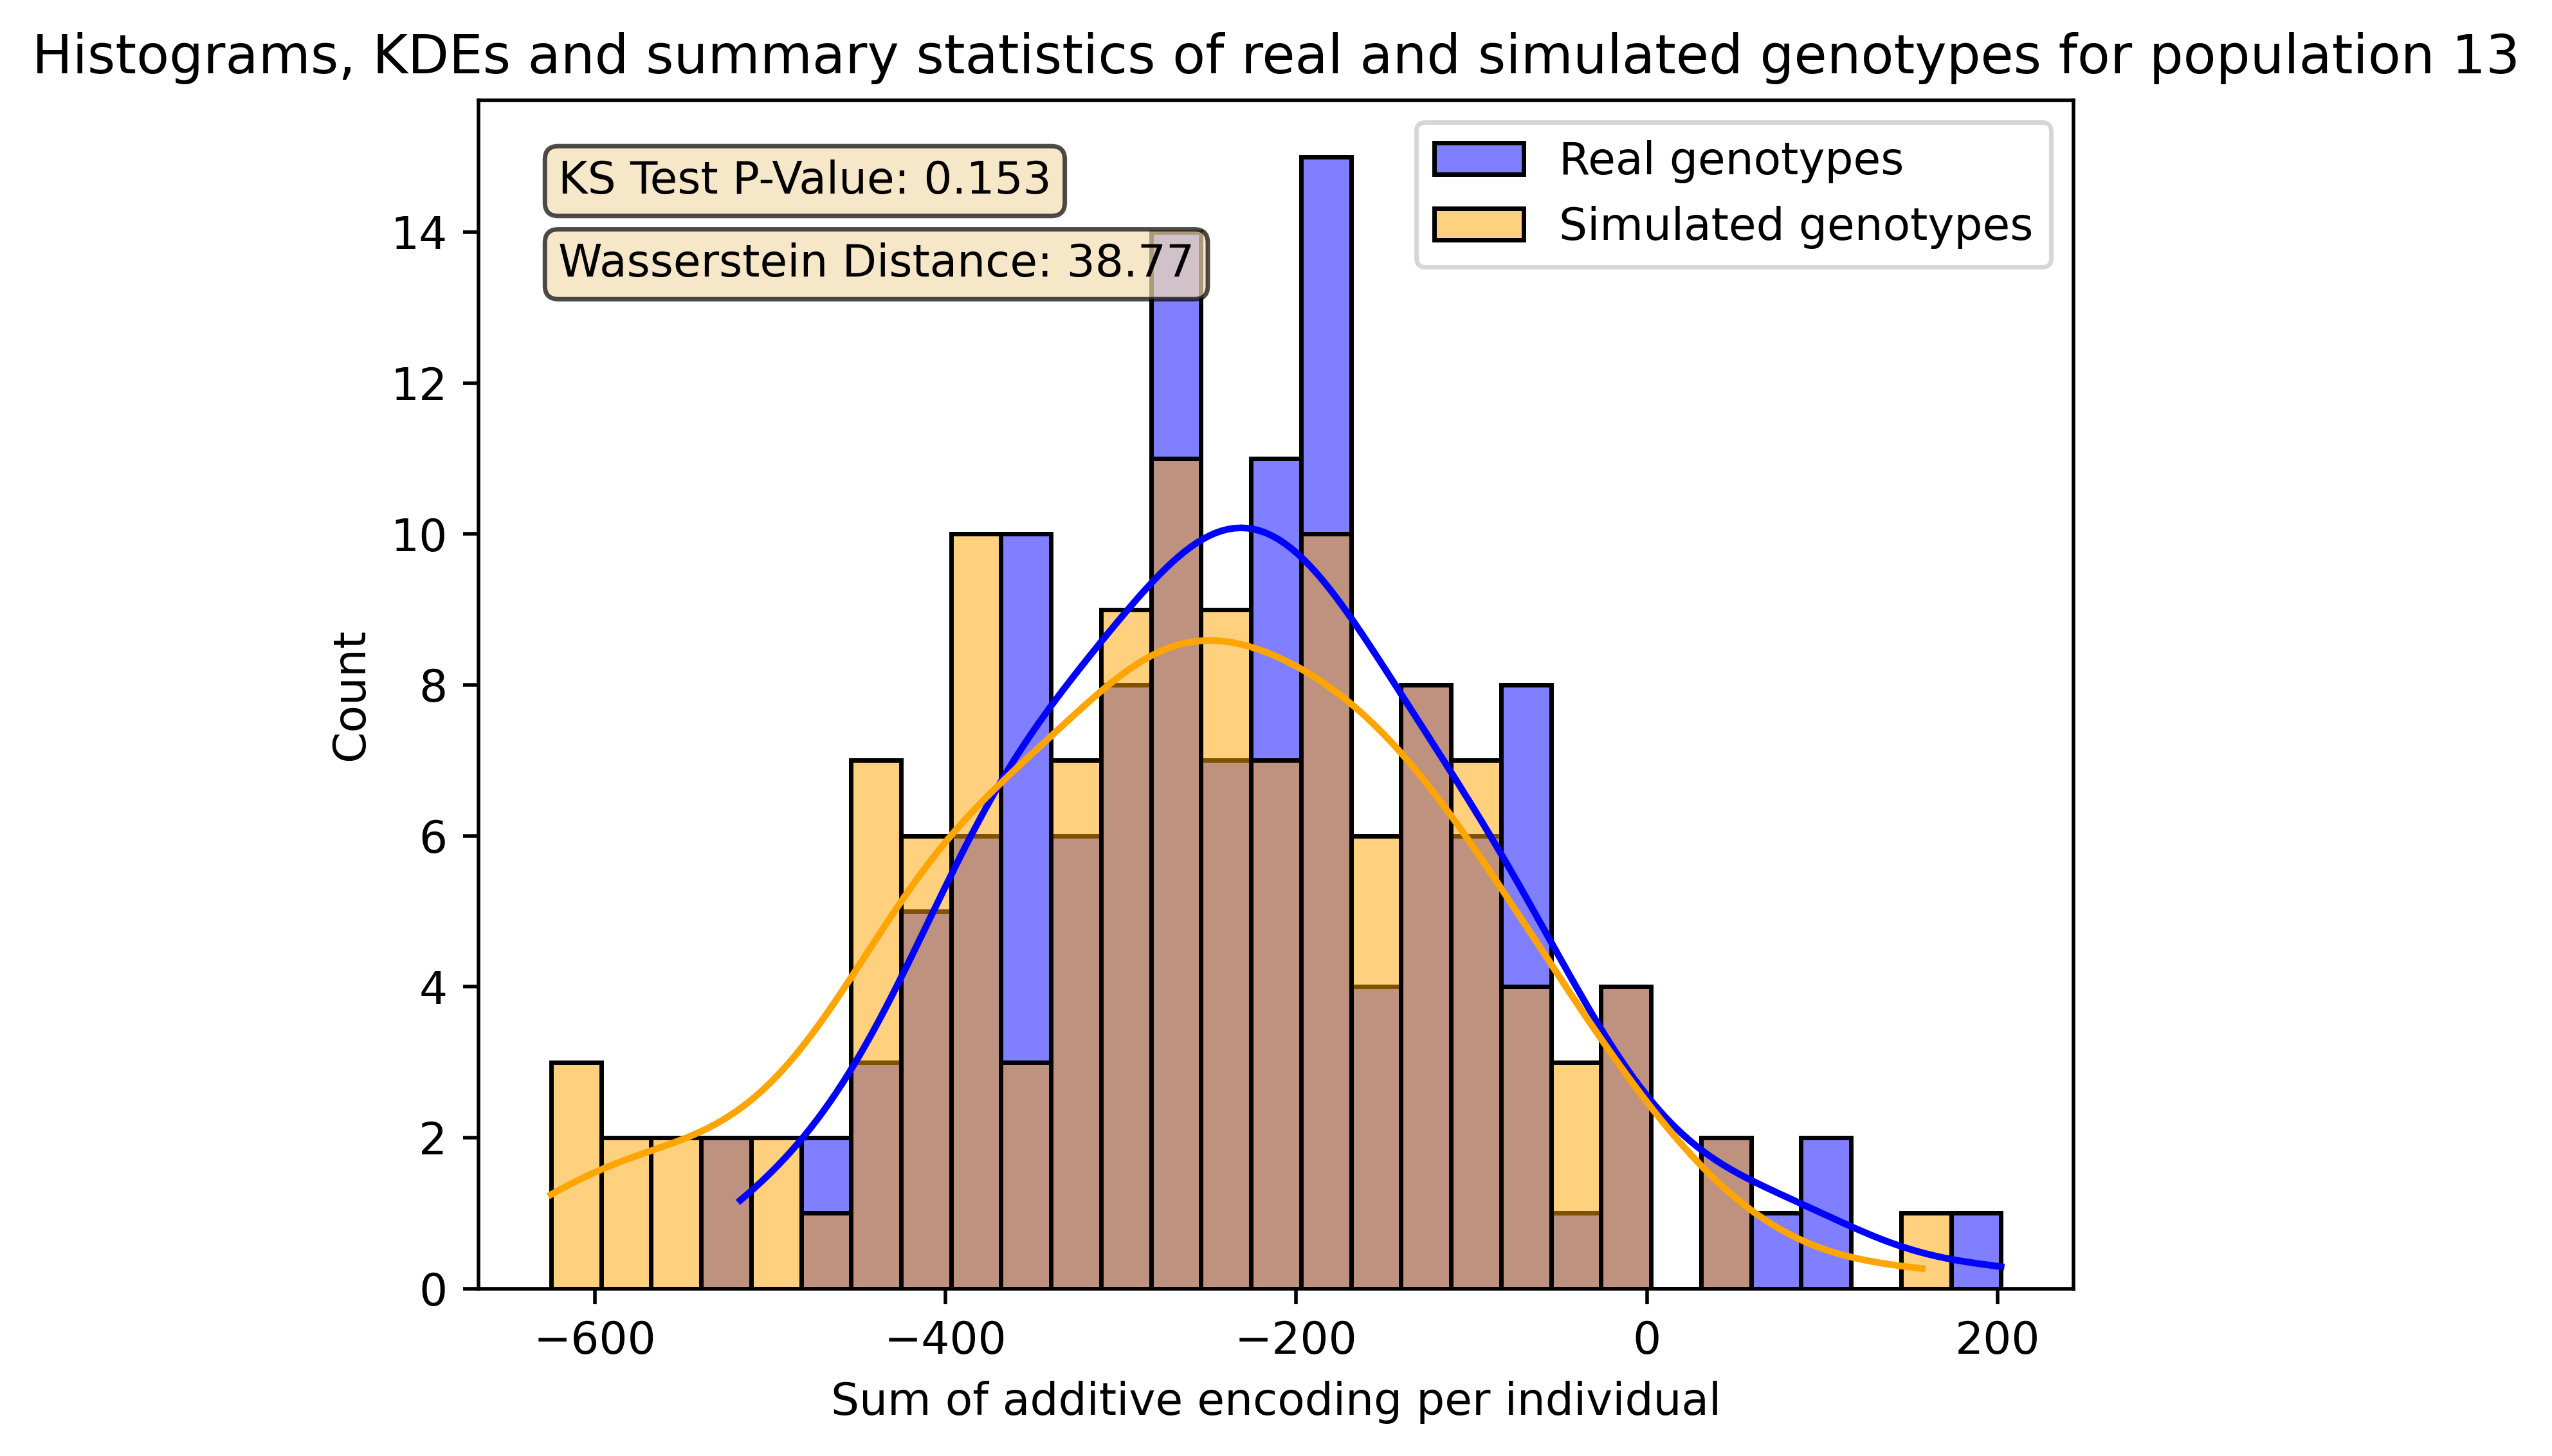 Histograms, KDEs and summary statistics of real and simulated genotypes for population 13
KS Test P-Value: 0.153
Wasserstein Distance: 38.77
Real genotypes
Simulated genotypes
Count
14
12
10
8
6
4
2
0
−600 −400 −200 0 200
Sum of additive encoding per individual